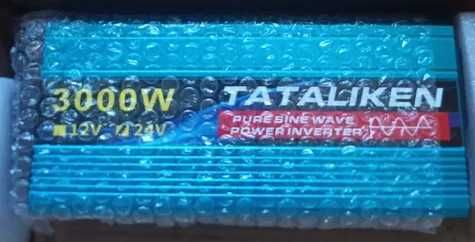 3000W
12V 24V
TATALIKEN
PURE SINE WAVE
POWER INVERTER